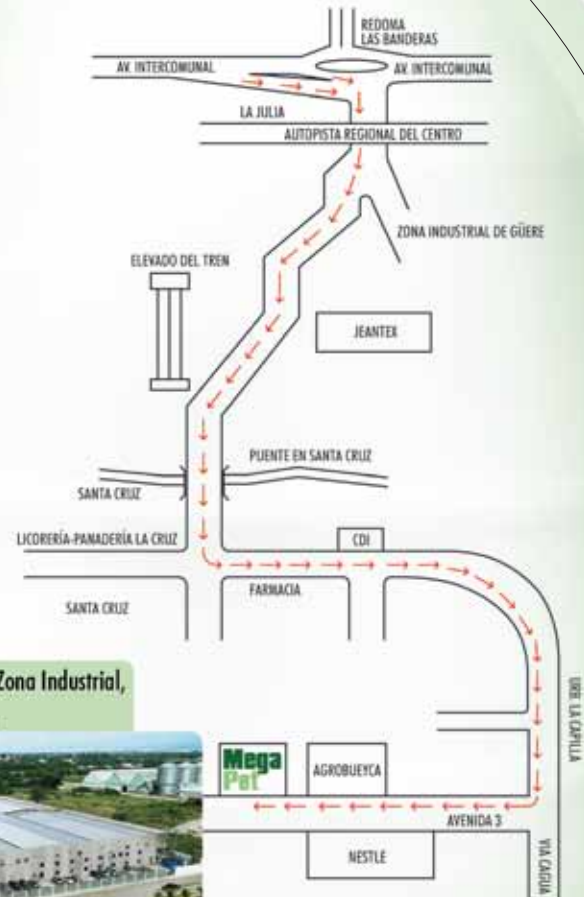 REDOMA
LAS BANDERAS
AV. INTERCOMUNAL
AV. INTERCOMUNAL
LA JULIA
AUTOPISTA REGIONAL DEL CENTRO
ZONA INDUSTRIAL DE GÜERE
ELEVADO DEL TREN
JEANTEX
PUENTE EN SANTA CRUZ
SANTA CRUZ
LICORERÍA-PANADERÍA LA CRUZ
CDI
FARMACIA
SANTA CRUZ
Zona Industrial,
URB. LA CAPILLA
Mega
Pet
AGROBUEYCA
AVENIDA 3
NESTLE
VIA CAGUA